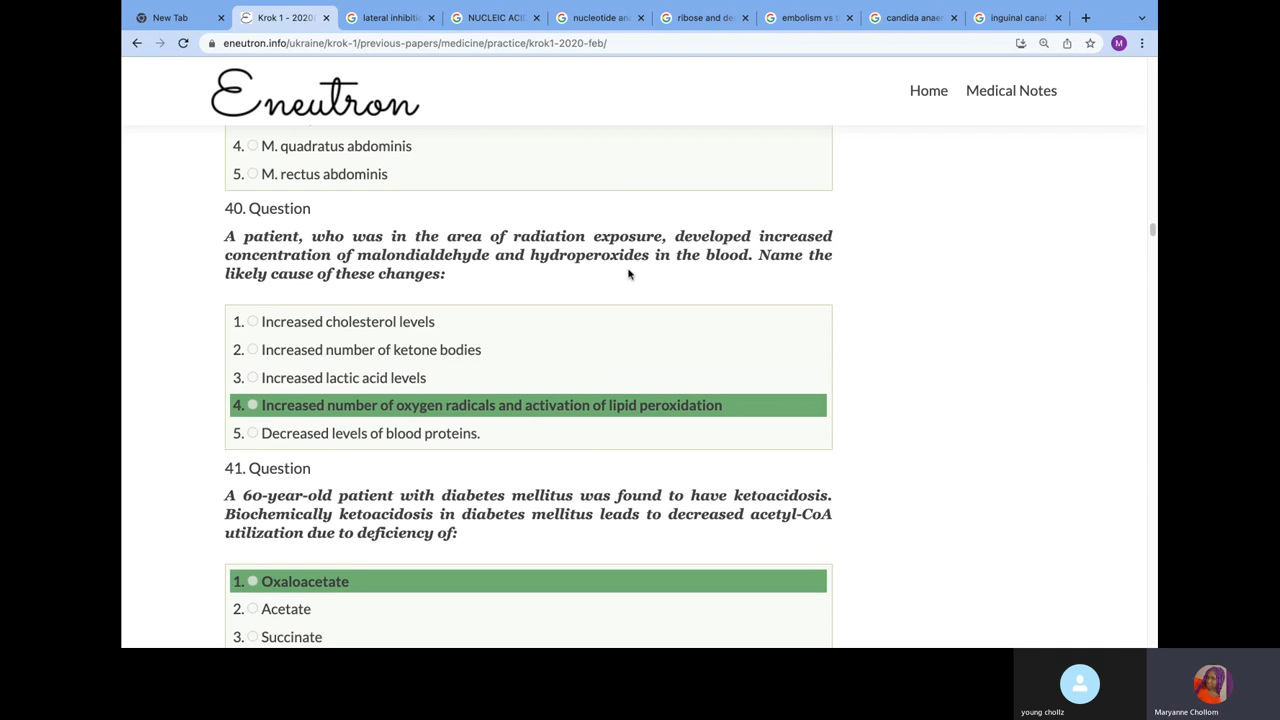 New Tab
Krok 1 - 2020
lateral inhibiti
NUCLEIC ACI
nucleotide an
ribose and de
embolism vs t
candida anaer
inguinal canal
eneutron.info/ukraine/krok-1/previous-papers/medicine/practice/krok1-2020-feb/
M
Eneutron
Home
Medical Notes
4. M. quadratus abdominis
5. M. rectus abdominis
40. Question
A patient, who was in the area of radiation exposure, developed increased
concentration of malondialdehyde and hydroperoxides in the blood. Name the
likely cause of these changes:
1. Increased cholesterol levels
2. Increased number of ketone bodies
3. Increased lactic acid levels
4. Increased number of oxygen radicals and activation of lipid peroxidation
5. Decreased levels of blood proteins.
41. Question
A 60-year-old patient with diabetes mellitus was found to have ketoacidosis.
Biochemically ketoacidosis in diabetes mellitus leads to decreased acetyl-CoA
utilization due to deficiency of:
1. Oxaloacetate
2. Acetate
3. Succinate
young chollz
Maryanne Chollom